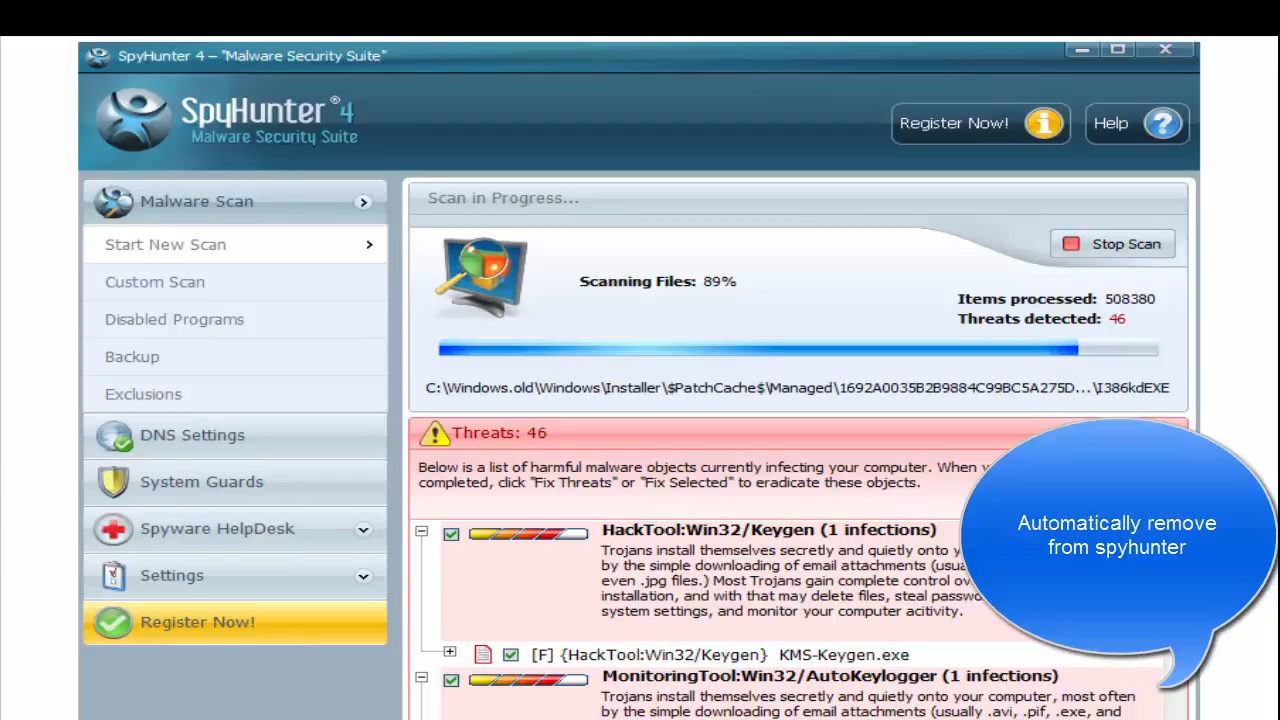 SpyHunter 4 – "Malware Security Suite"
SpyHunter®4
Malware Security Suite
Register Now!
Help
Malware Scan
Start New Scan
Custom Scan
Disabled Programs
Backup
Exclusions
DNS Settings
System Guards
Spyware HelpDesk
Settings
Register Now!
Scan in Progress...
Stop Scan
Scanning Files: 89%
Items processed: 508380
Threats detected: 46
C:\Windows.old\Windows\Installer\$PatchCache$\Managed\1692A0035B2B9884C99BC5A275D...\I386kdEXE
Threats: 46
Below is a list of harmful malware objects currently infecting your computer. When
completed, click "Fix Threats" or "Fix Selected" to eradicate these objects.
HackTool:Win32/Keygen (1 infections)
Trojans install themselves secretly and quietly onto
by the simple downloading of email attachments
even .jpg files.) Most Trojans gain complete control
installation, and with that may delete files, steal
system settings, and monitor your computer acitivity.
[F] {HackTool:Win32/Keygen} KMS-Keygen.exe
MonitoringTool:Win32/AutoKeylogger (1 infections)
Trojans install themselves secretly and quietly onto your computer, most often
by the simple downloading of email attachments (usually .avi, .pif, .exe, and
Automatically remove
from spyhunter